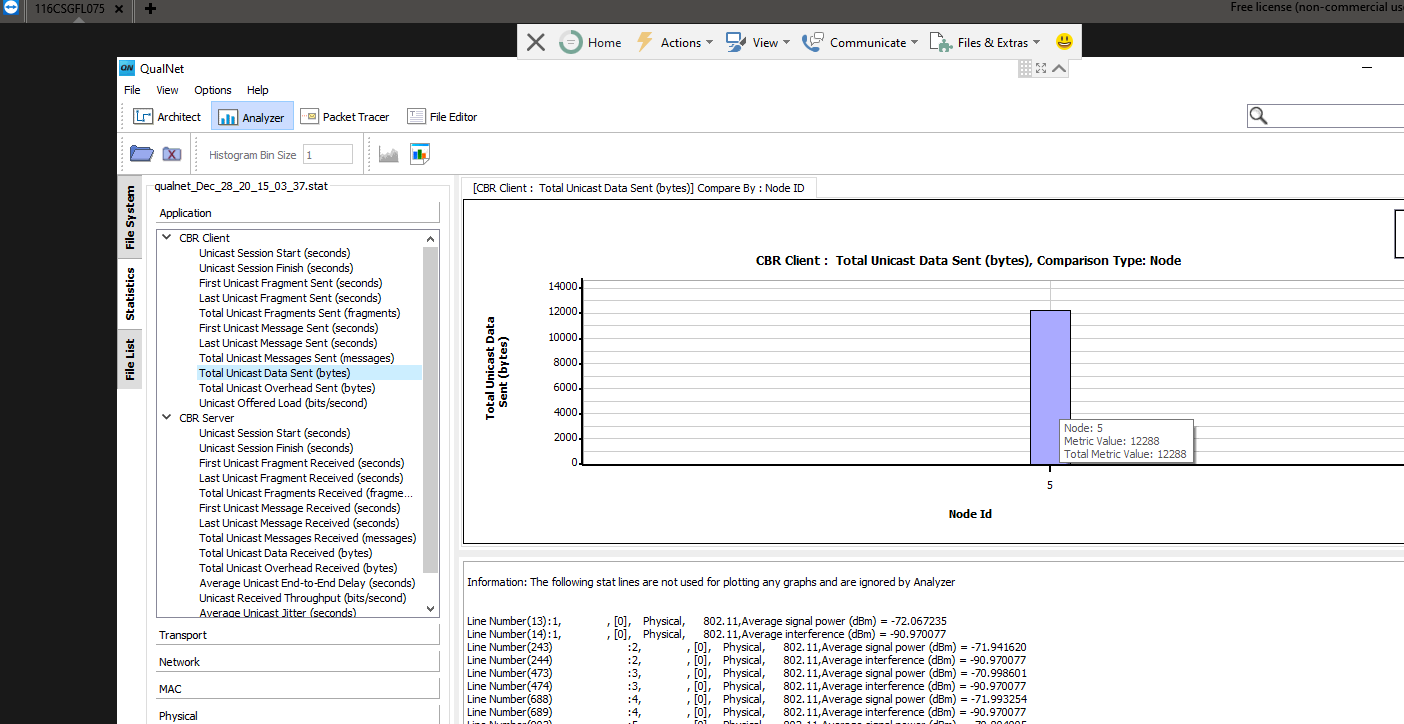 116CSGFL075
Free license (non-commercial us
Home Actions View Communicate Files & Extras
QN QualNet
File View Options Help
Architect Analyzer Packet Tracer File Editor
Histogram Bin Size 1
File System
Statistics
File List
qualnet_Dec_28_20_15_03_37.stat
Application
CBR Client
Unicast Session Start (seconds)
Unicast Session Finish (seconds)
First Unicast Fragment Sent (seconds)
Last Unicast Fragment Sent (seconds)
Total Unicast Fragments Sent (fragments)
First Unicast Message Sent (seconds)
Last Unicast Message Sent (seconds)
Total Unicast Messages Sent (messages)
Total Unicast Data Sent (bytes)
Total Unicast Overhead Sent (bytes)
Unicast Offered Load (bits/second)
CBR Server
Unicast Session Start (seconds)
Unicast Session Finish (seconds)
First Unicast Fragment Received (seconds)
Last Unicast Fragment Received (seconds)
Total Unicast Fragments Received (fragme...
First Unicast Message Received (seconds)
Last Unicast Message Received (seconds)
Total Unicast Messages Received (messages)
Total Unicast Data Received (bytes)
Total Unicast Overhead Received (bytes)
Average Unicast End-to-End Delay (seconds)
Unicast Received Throughput (bits/second)
Average Unicast Jitter (seconds)
Transport
Network
MAC
Physical
[CBR Client : Total Unicast Data Sent (bytes)] Compare By : Node ID
CBR Client : Total Unicast Data Sent (bytes), Comparison Type: Node
Total Unicast Data
Sent (bytes)
14000
12000
10000
8000
6000
4000
2000
0
Node: 5
Metric Value: 12288
Total Metric Value: 12288
5
Node Id
Information: The following stat lines are not used for plotting any graphs and are ignored by Analyzer
Line Number(13):1, , [0], Physical, 802.11,Average signal power (dBm) = -72.067235
Line Number(14):1, , [0], Physical, 802.11,Average interference (dBm) = -90.970077
Line Number(243) :2, , [0], Physical, 802.11,Average signal power (dBm) = -71.941620
Line Number(244) :2, , [0], Physical, 802.11,Average interference (dBm) = -90.970077
Line Number(473) :3, , [0], Physical, 802.11,Average signal power (dBm) = -70.998601
Line Number(474) :3, , [0], Physical, 802.11,Average interference (dBm) = -90.970077
Line Number(688) :4, , [0], Physical, 802.11,Average signal power (dBm) = -71.993254
Line Number(689) :4, , [0], Physical, 802.11,Average interference (dBm) = -90.970077